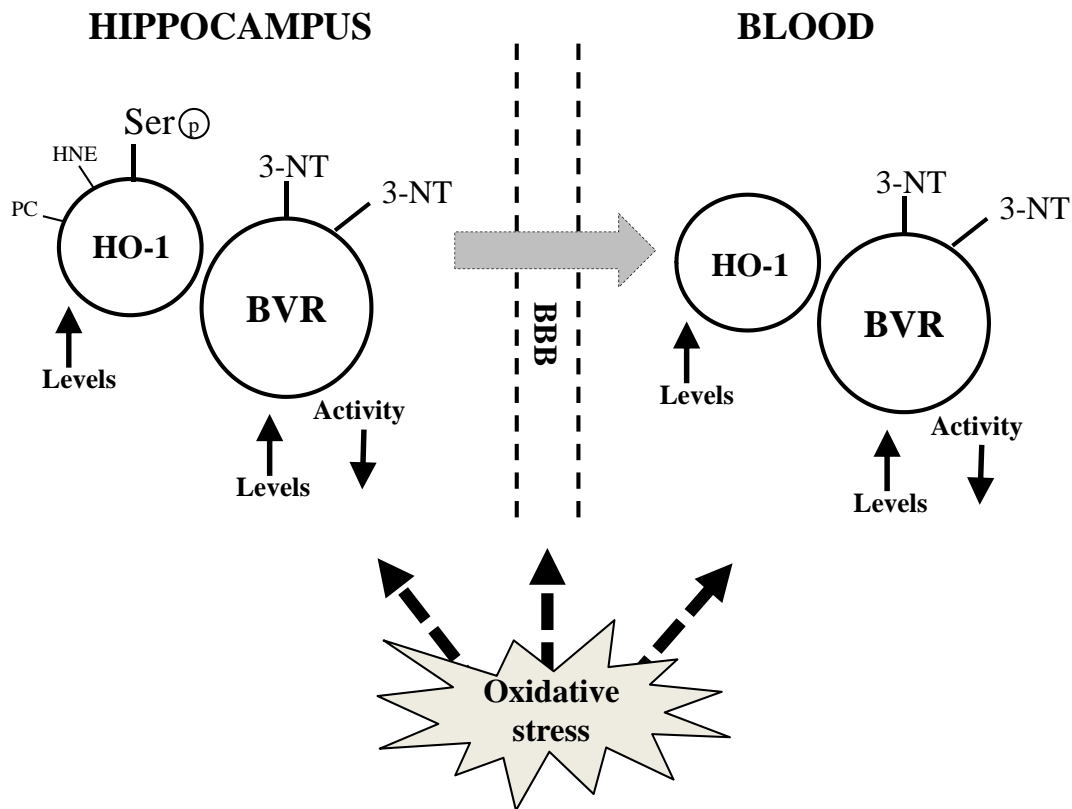 HIPPOCAMPUS
BLOOD
Ser p
HNE
PC
3-NT
3-NT
HO-1
BVR
Levels
Activity
Levels
BBB
3-NT
3-NT
HO-1
BVR
Levels
Activity
Levels
Oxidative
stress